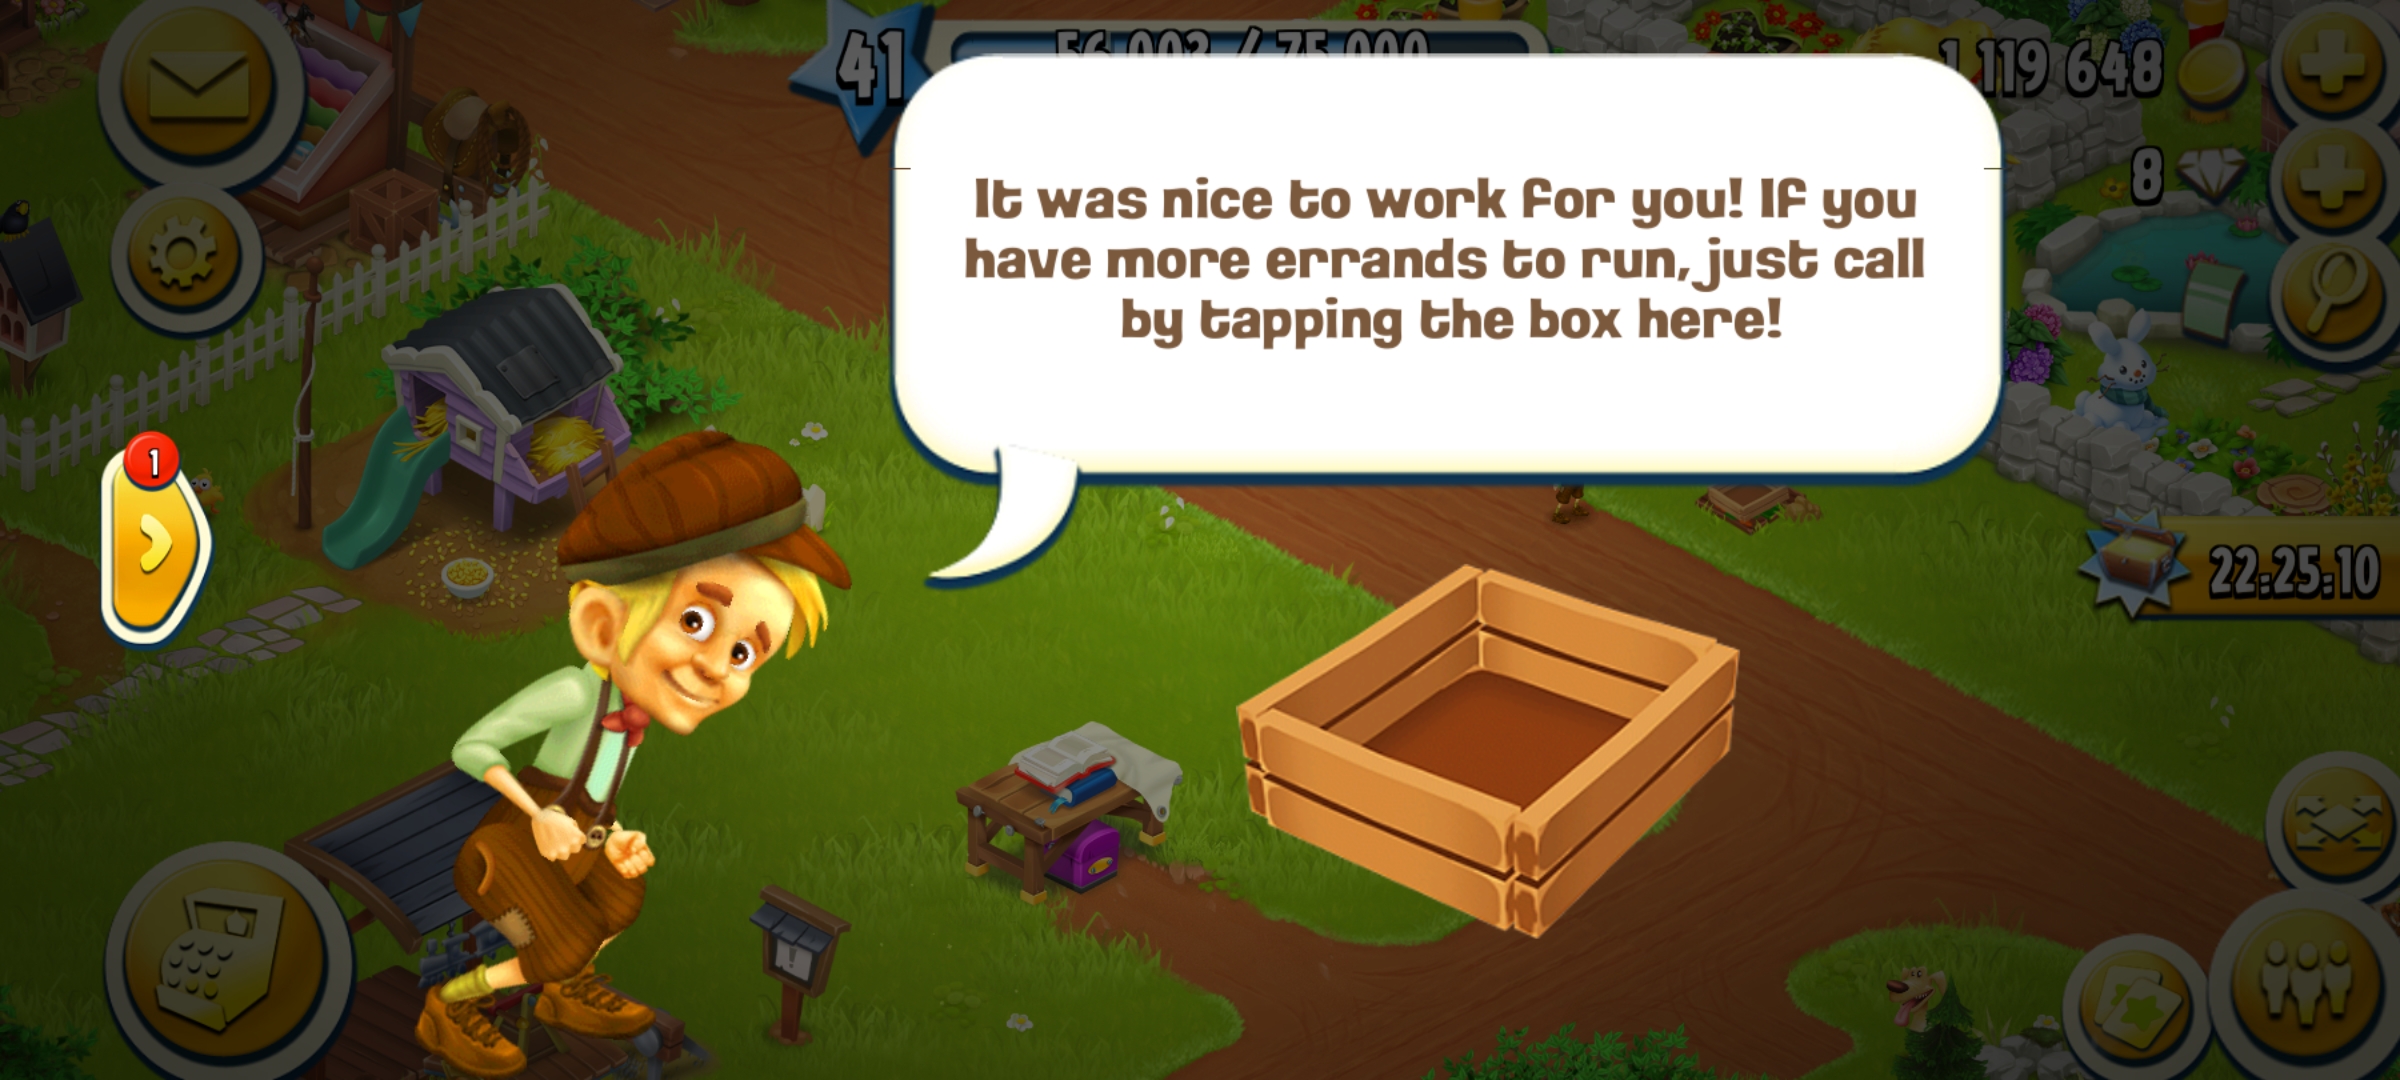 41
1 119 648
8
It was nice to work for you! If you
have more errands to run, just call
by tapping the box here!
1
22:25:10